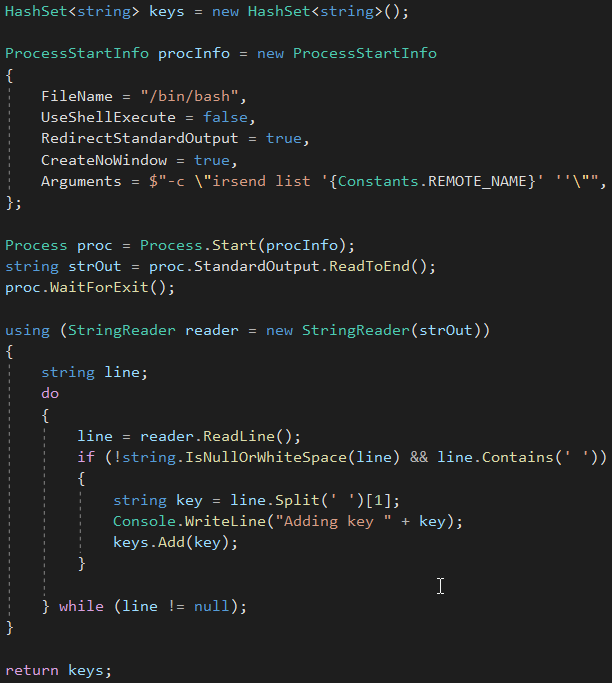 HashSet<string> keys = new HashSet<string>();

ProcessStartInfo procInfo = new ProcessStartInfo
{
    FileName = "/bin/bash",
    UseShellExecute = false,
    RedirectStandardOutput = true,
    CreateNoWindow = true,
    Arguments = $"-c \"irsend list '{Constants.REMOTE_NAME}' ''\"",
};

Process proc = Process.Start(procInfo);
string strOut = proc.StandardOutput.ReadToEnd();
proc.WaitForExit();

using (StringReader reader = new StringReader(strOut))
{
    string line;
    do
    {
        line = reader.ReadLine();
        if (!string.IsNullOrWhiteSpace(line) && line.Contains(' '))
        {
            string key = line.Split(' ')[1];
            Console.WriteLine("Adding key " + key);
            keys.Add(key);
        }

    } while (line != null);
}

return keys;